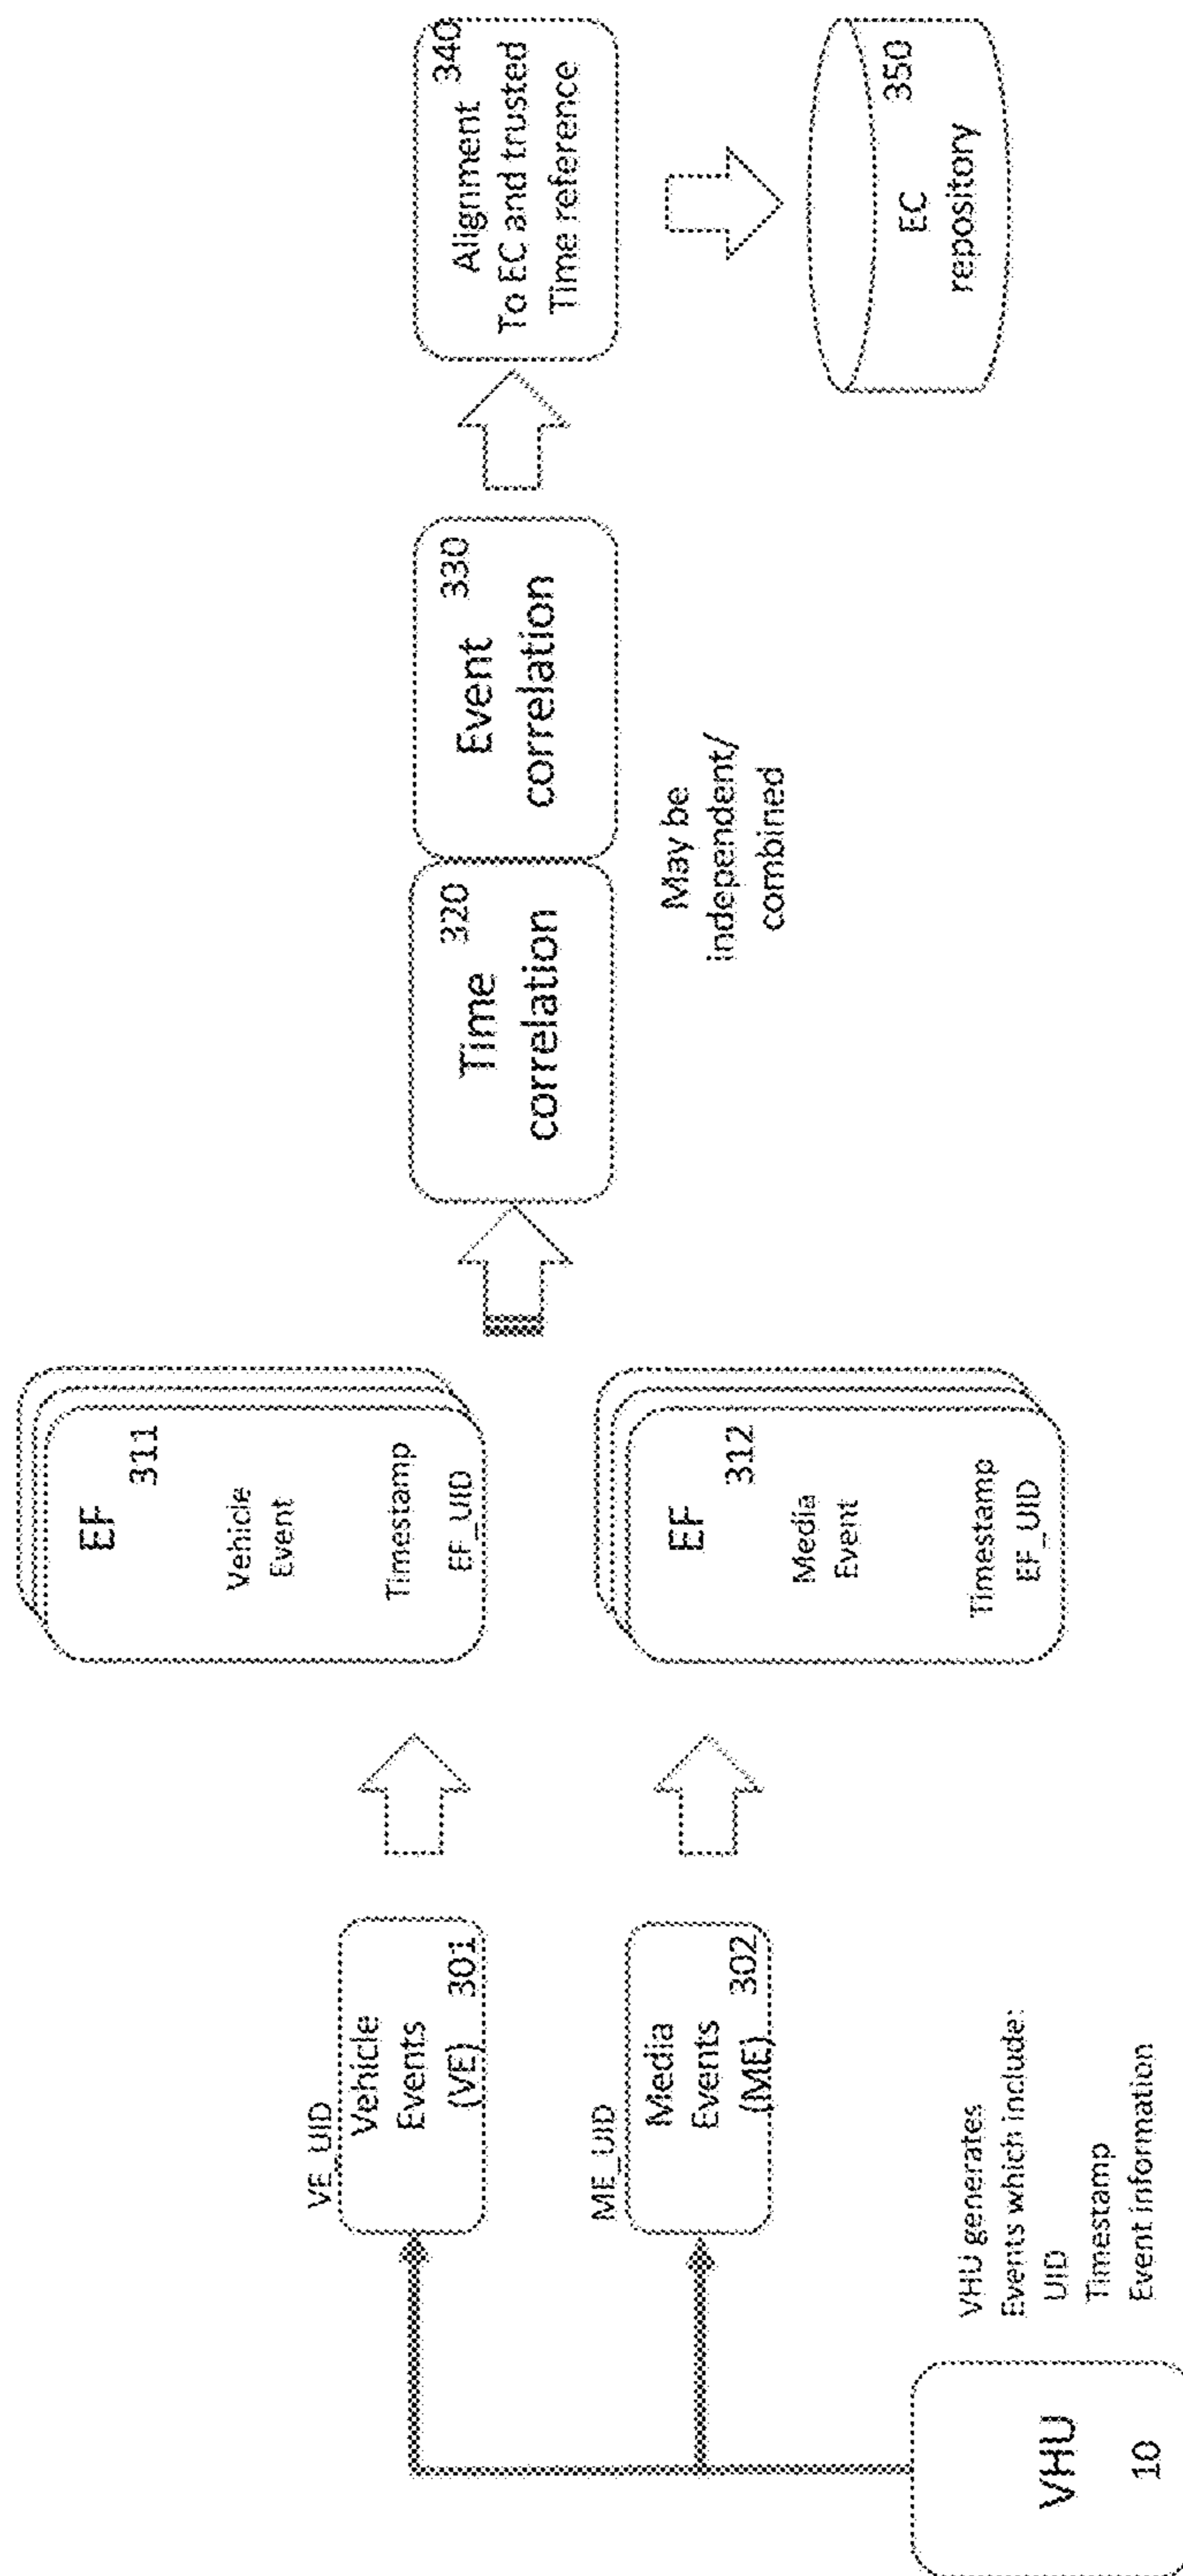 VHU
10
VHU generates
Events which include:
UID
Timestamp
Event information
VE_UID
Vehicle
Events
(VE) 301
ME_UID
Media
Events
(ME) 302
EF
311
Vehicle
Event
Timestamp
EF_UID
EF
312
Media
Event
Timestamp
EF_UID
320
Time
correlation
330
Event
correlation
May be
independent/
combined
340
Alignment
To EC and trusted
Time reference
350
EC
repository